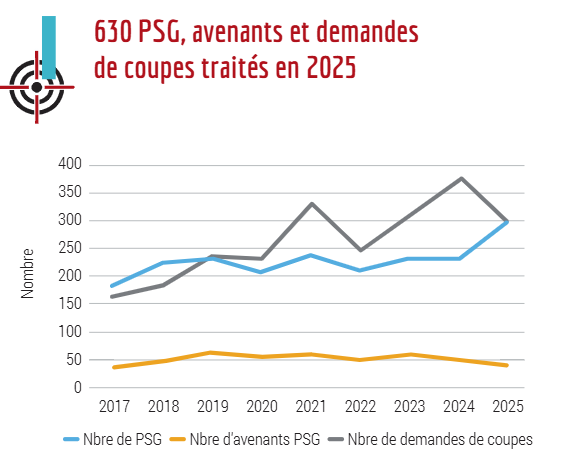 630 PSG, avenants et demandes
de coupes traités en 2025
400
350
300
250
200
150
100
50
0
Nombre
2017 2018 2019 2020 2021 2022 2023 2024 2025
Nbre de PSG Nbre d'avenants PSG Nbre de demandes de coupes